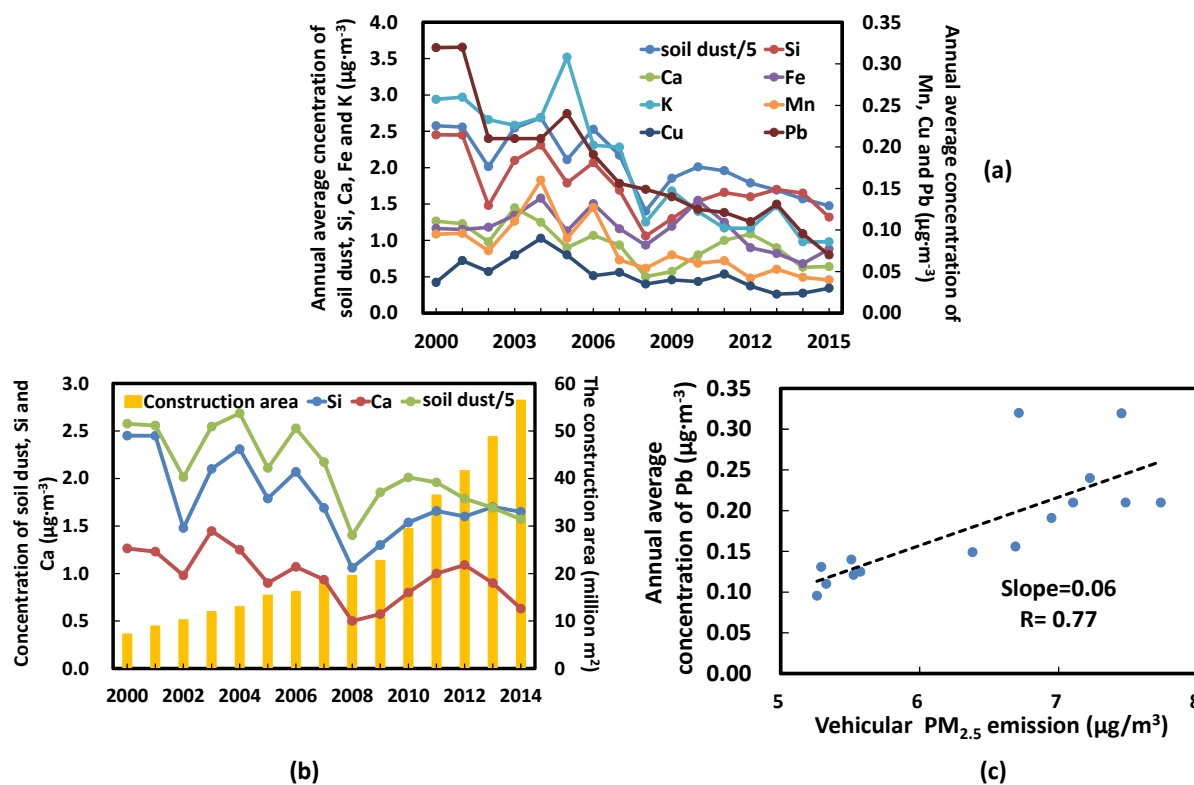 Annual average cncentration of
soil dust, Si, Ca, Fe and K (µg·m-3)
4.0
3.5
3.0
2.5
2.0
1.5
1.0
0.5
0.0
soil dust/5
Si
Ca
Fe
K
Mn
Cu
Pb
0.35
0.30
0.25
0.20
0.15
0.10
0.05
0.00
Annual average concentration of
Mn, Cu and Pb (µg·m-3)
2000 2003 2006 2009 2012 2015
(a)
Concentration of soil dust, Si and
Ca (µg·m-3)
3.0
2.5
2.0
1.5
1.0
0.5
0.0
Construction area Si Ca soil dust/5
60
50
40
30
20
10
0
The construction area (million m2)
2000 2002 2004 2006 2008 2010 2012 2014
(b)
Annual average
concentration of Pb (µg·m-3)
0.35
0.30
0.25
0.20
0.15
0.10
0.05
0.00
Slope=0.06
R= 0.77
5 6 7 8
Vehicular PM2.5 emission (µg/m3)
(c)